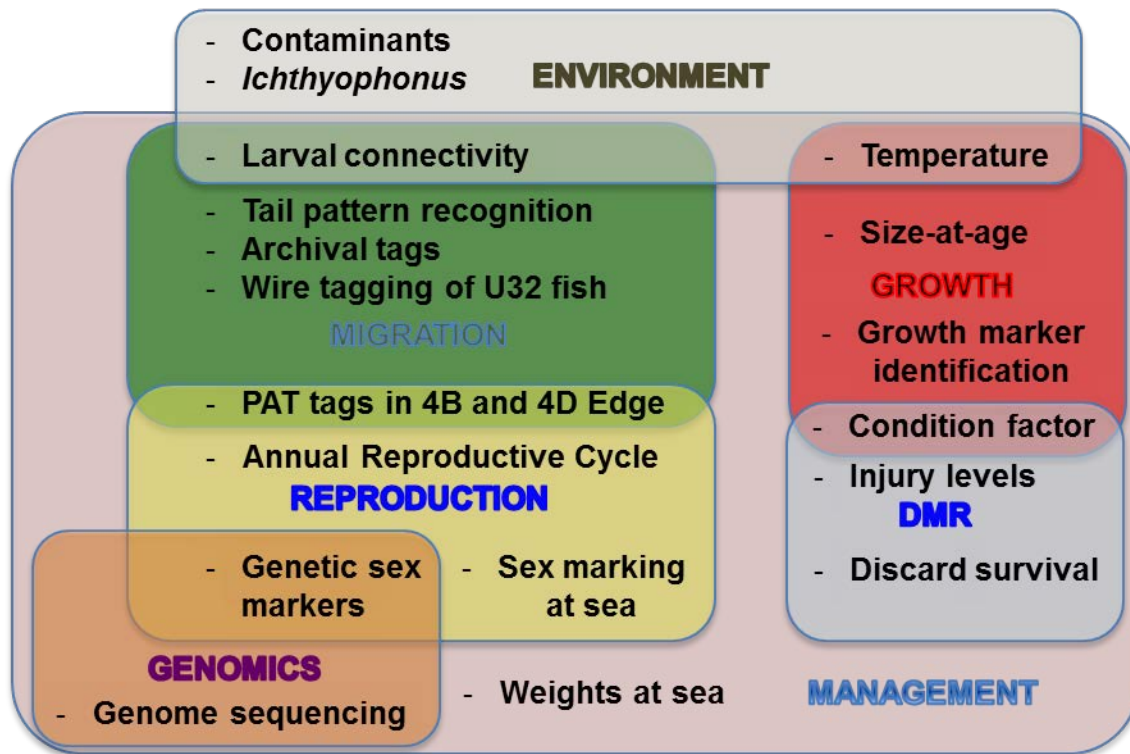 - Contaminants
- Ichthyophonus
ENVIRONMENT
- Larval connectivity
- Temperature
- Tail pattern recognition
- Archival tags
- Wire tagging of U32 fish
MIGRATION
- Size-at-age
GROWTH
- Growth marker
identification
- PAT tags in 4B and 4D Edge
- Condition factor
- Annual Reproductive Cycle
REPRODUCTION
- Injury levels
DMR
- Discard survival
- Genetic sex
markers
- Sex marking
at sea
GENOMICS
- Genome sequencing
- Weights at sea
MANAGEMENT